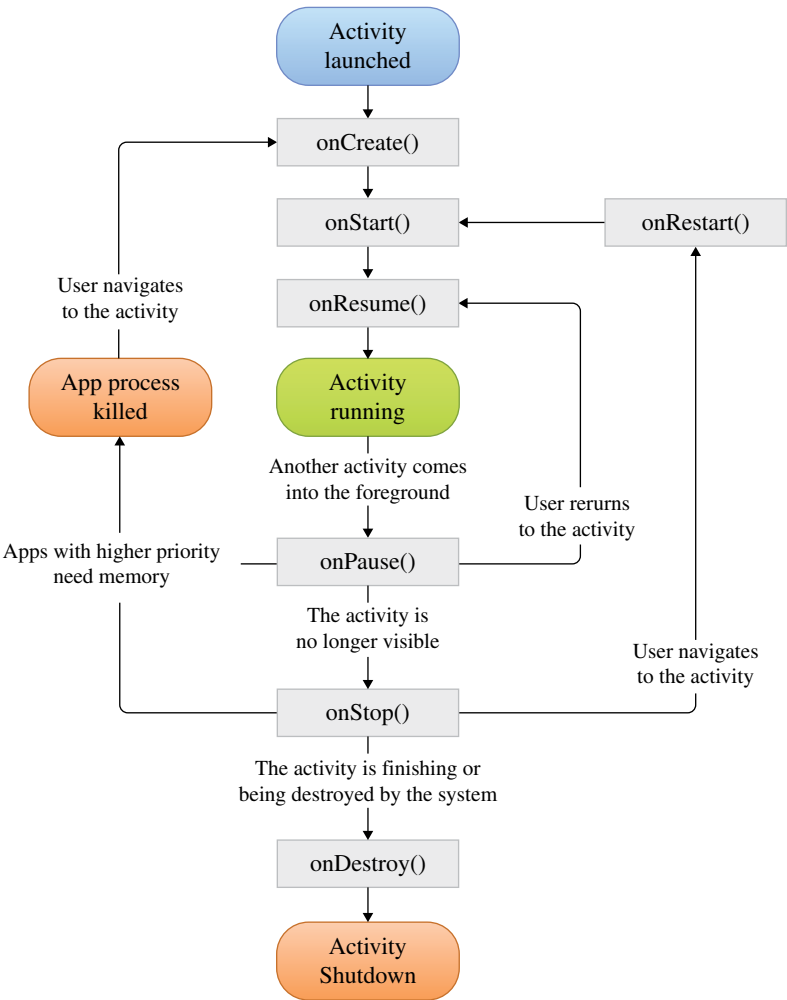 Activity
launched
onCreate()
onStart()
onRestart()
User navigates
to the activity
onResume()
App process
killed
Activity
running
Another activity comes
into the foreground
User rerurns
to the activity
Apps with higher priority
need memory
onPause()
The activity is
no longer visible
User navigates
to the activity
onStop()
The activity is finishing or
being destroyed by the system
onDestroy()
Activity
Shutdown